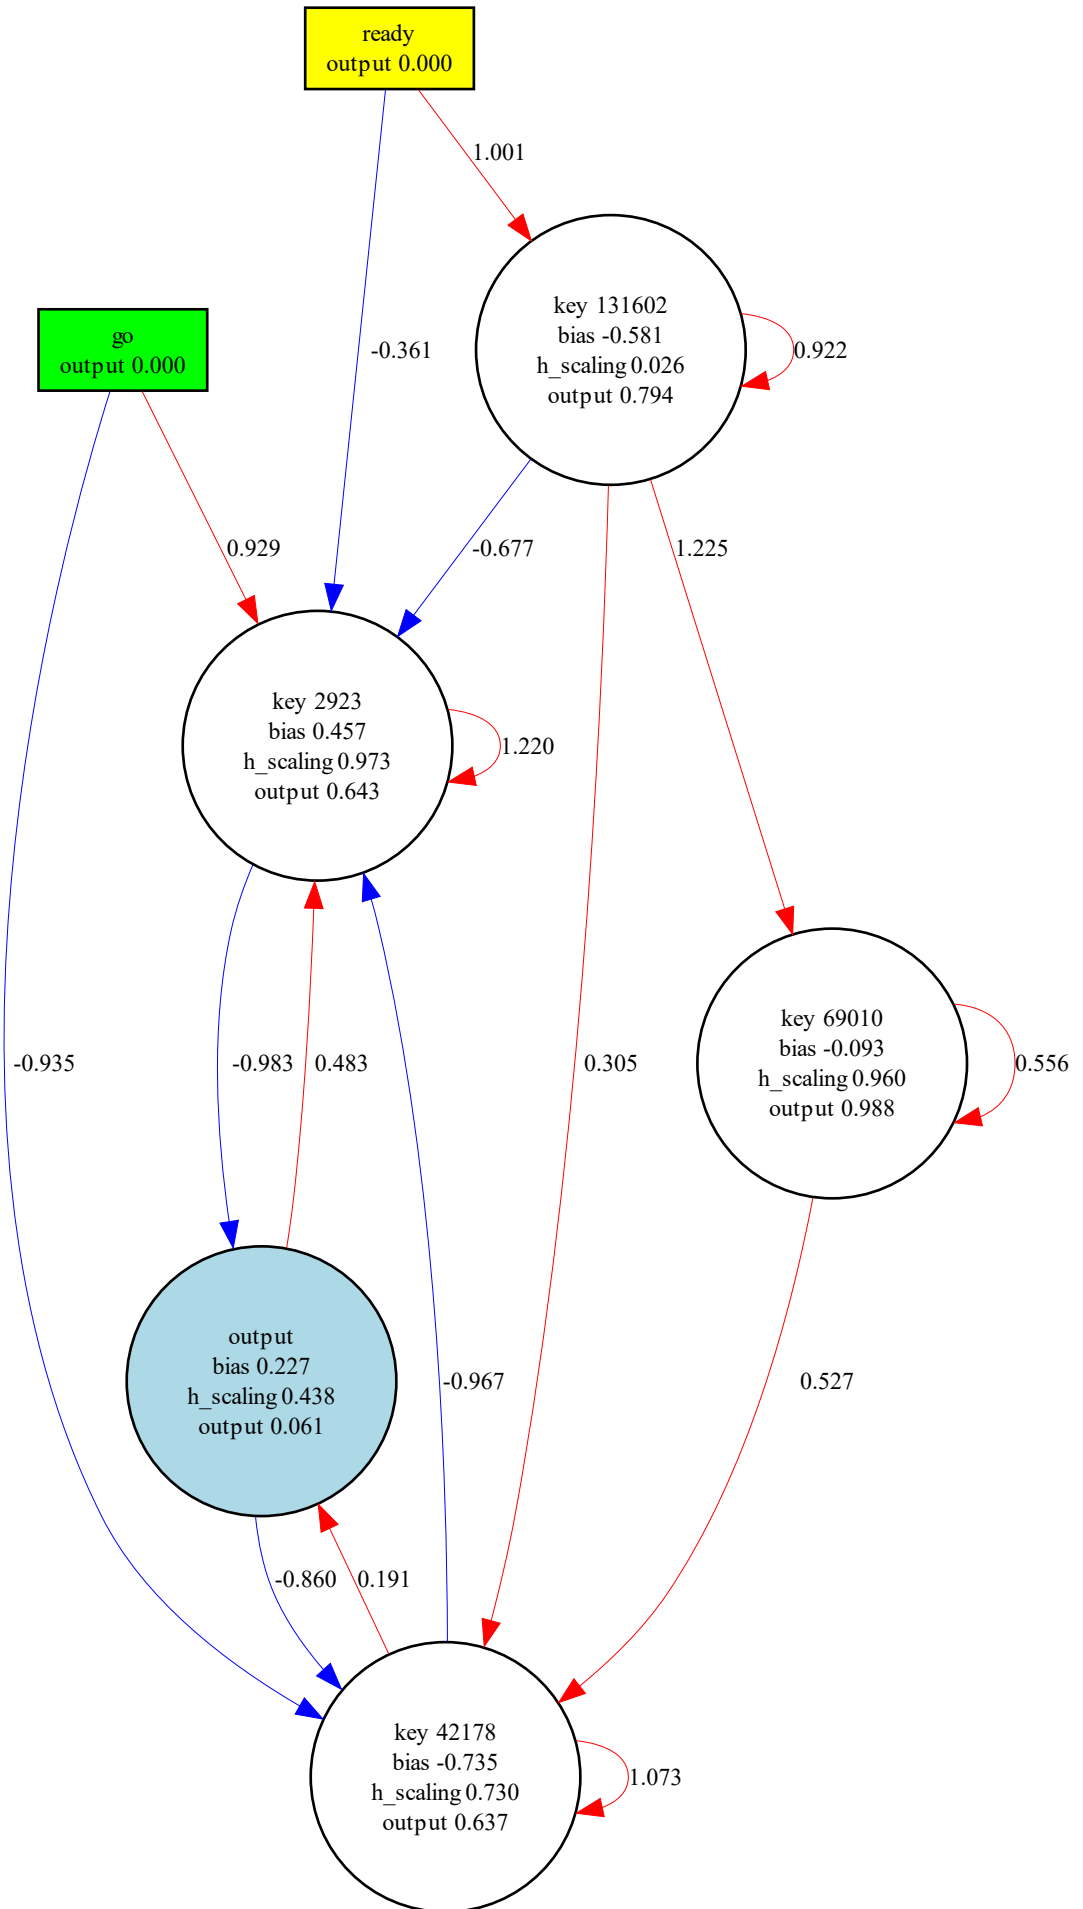 ready
output 0.000
1.001
key 131602
bias -0.581
h_scaling 0.026
output 0.794
0.922
go
output 0.000
-0.361
0.929
-0.677
1.225
key 2923
bias 0.457
h_scaling 0.973
output 0.643
1.220
key 69010
bias -0.093
h_scaling 0.960
output 0.988
0.556
-0.935
-0.983
0.483
0.305
output
bias 0.227
h_scaling 0.438
output 0.061
-0.967
0.527
-0.860
0.191
key 42178
bias -0.735
h_scaling 0.730
output 0.637
1.073